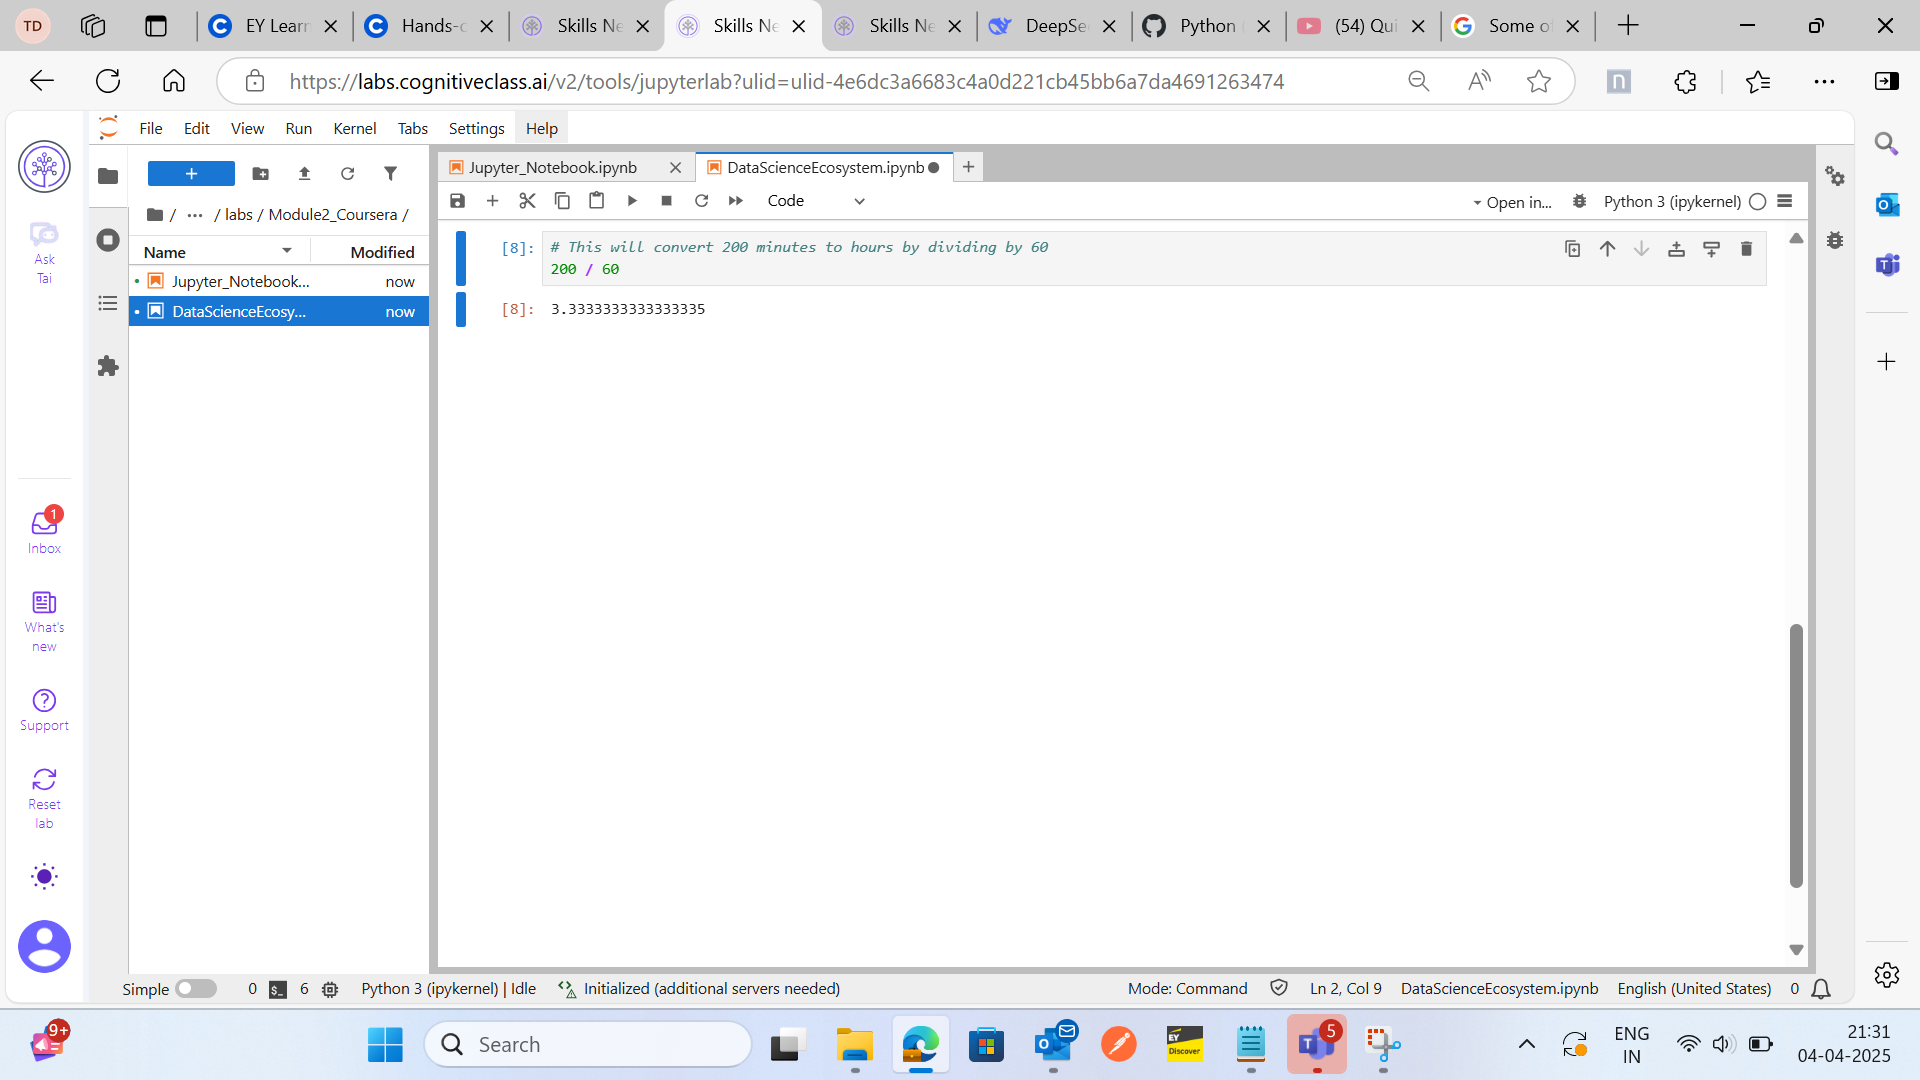 TD
EY Learn
Hands-o
Skills Ne
Skills Ne
Skills Ne
DeepSe
Python
(54) Qui
Some o
https://labs.cognitiveclass.ai/v2/tools/jupyterlab?ulid=ulid-4e6dc3a6683c4a0d221cb45bb6a7da4691263474
File Edit View Run Kernel Tabs Settings Help
Ask
Tai
Inbox
1
What's
new
Support
Reset
lab
/ ··· / labs / Module2_Coursera /
Name Modified
Jupyter_Notebook... now
DataScienceEcosy... now
Jupyter_Notebook.ipynb
DataScienceEcosystem.ipynb
Code
Open in...
Python 3 (ipykernel)
[8]: # This will convert 200 minutes to hours by dividing by 60
200 / 60
[8]: 3.3333333333333335
Simple 0 6 Python 3 (ipykernel) | Idle Initialized (additional servers needed) Mode: Command Ln 2, Col 9 DataScienceEcosystem.ipynb English (United States) 0
9+
Search
EY
Discover
5
ENG
IN
21:31
04-04-2025